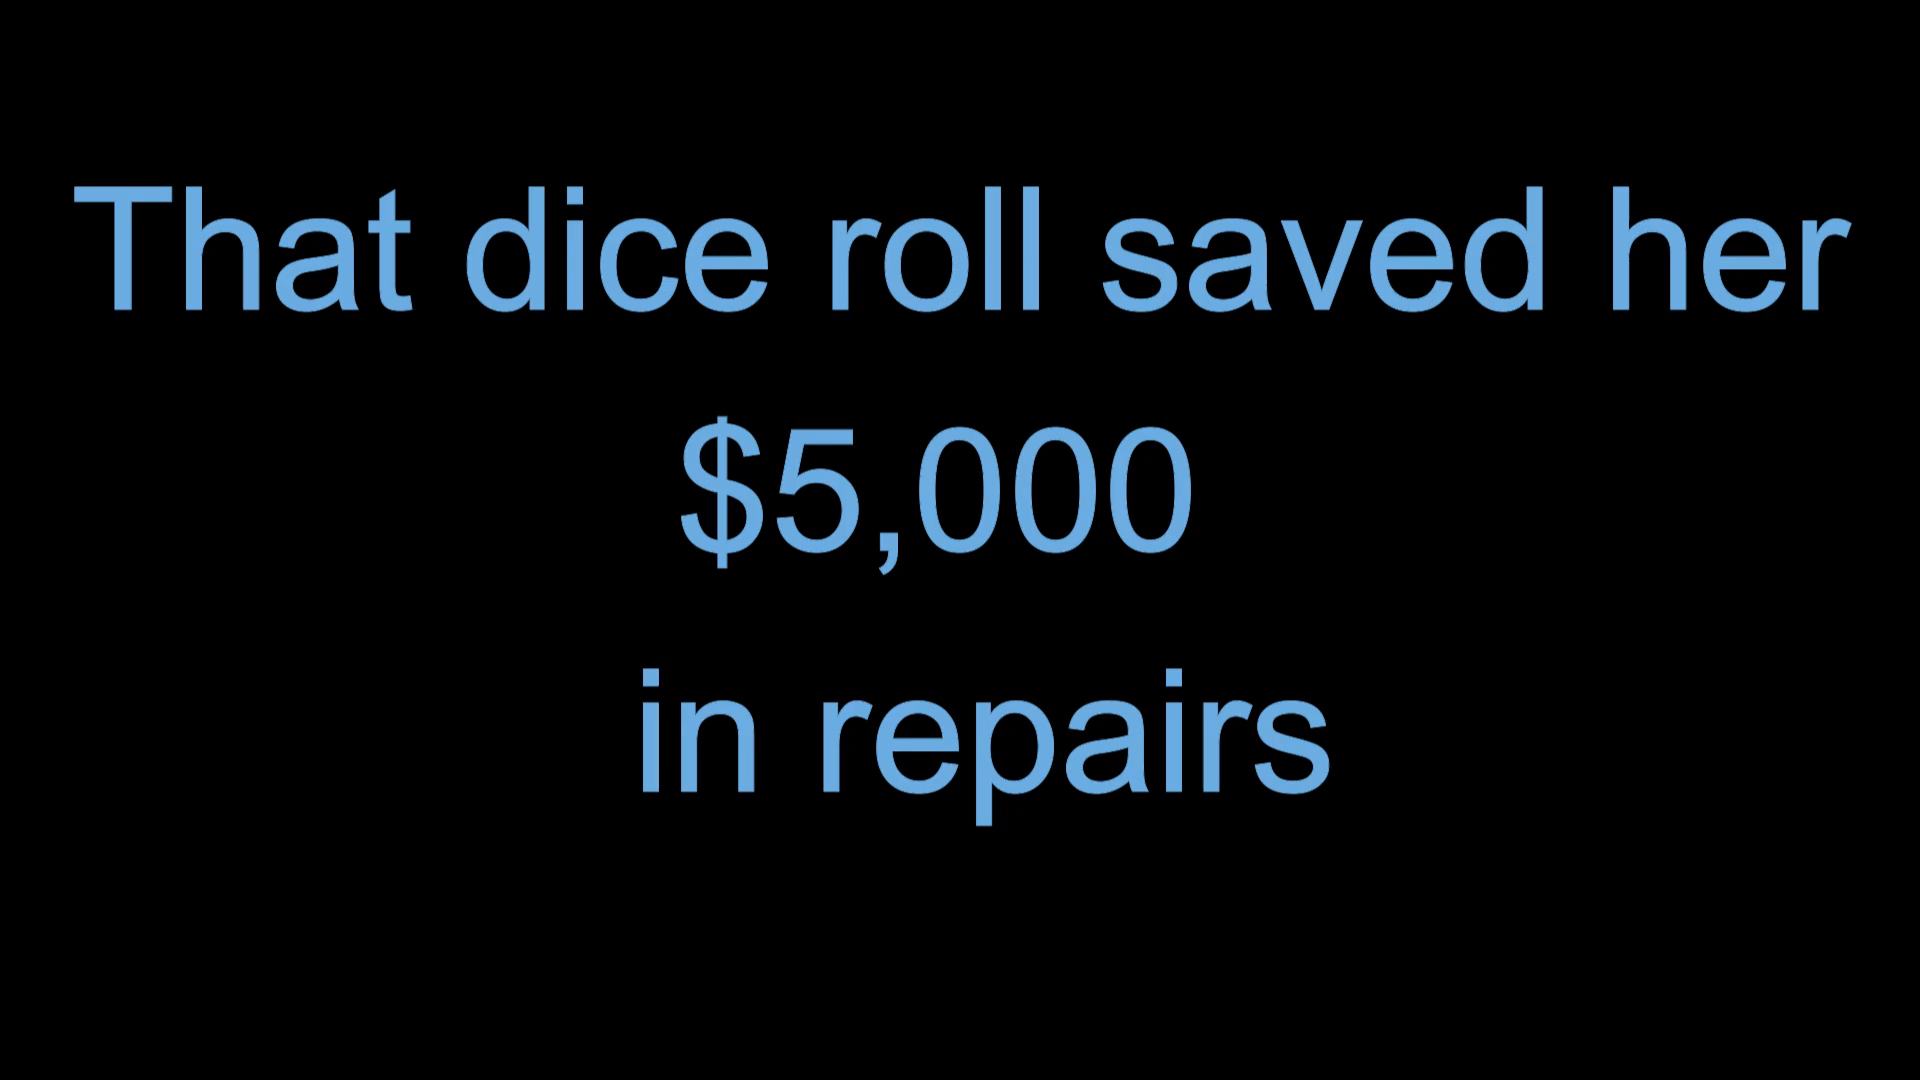 That dice roll saved her
$5,000
in repairs